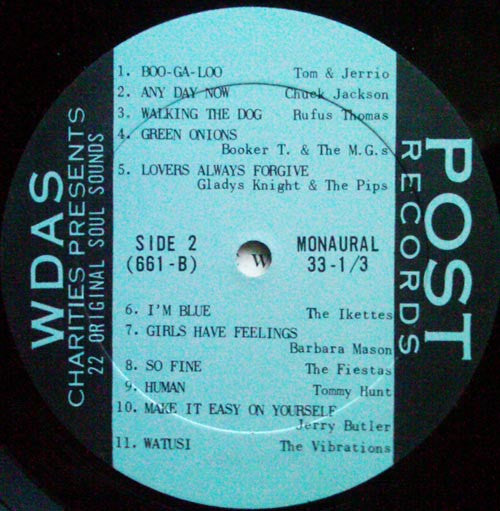 WDAS
CHARITIES PRESENTS
22 ORIGINAL SOUL SOUNDS
1. BOO-GA-LOO Tom & Jerrio
2. ANY DAY NOW Chuck Jackson
3. WALKING THE DOG Rufus Thomas
4. GREEN ONIONS
Booker T. & The M.G.s
5. LOVERS ALWAYS FORGIVE
Gladys Knight & The Pips
SIDE 2 MONAURAL
(661-B) W 33-1/3
6. I'M BLUE The Ikettes
7. GIRLS HAVE FEELINGS
Barbara Mason
8. SO FINE The Fiestas
9. HUMAN Tommy Hunt
10. MAKE IT EASY ON YOURSELF
Jerry Butler
11. WATUSI The Vibrations
POST
RECORDS